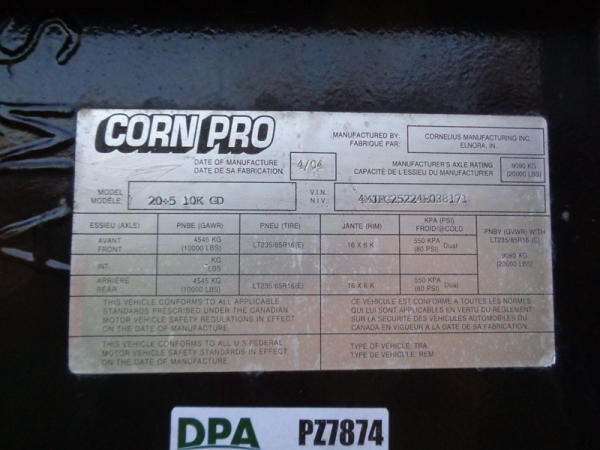 CORN PRO
MANUFACTURED BY:
FABRIQUE PAR:
CORNELIUS MANUFACTURING INC.
ELNORA, IN.
DATE OF MANUFACTURE
DATE DE SA FABRICATION
4/04
MANUFACTURER'S AXLE RATING
CAPACITÉ DE L'ESSIEU DU MANUFACTURIER
9080 KG
(20000 LBS)
MODEL
MODÈLE:
20+5 10K GD
V.I.N.
N.I.V.
ESSIEU (AXLES)
PNBE (GAWR)
PNEU (TIRE)
JANTE (RIM)
KPA (PSI)
FROID/@COLD
PNBV (GVWR) WITH
LT235/85R16 (E)
AVANT
FRONT
4545 KG
(10000 LBS)
LT235/85R16(E)
16 X 6 K
550 KPA
(80 PSI) Dual
9080 KG
(20000 LBS)
INT.
KG
LBS
ARRIÈRE
REAR
4545 KG
(10000 LBS)
LT235/85R16(E)
16 X 6 K
550 KPA
(80 PSI) Dual
THIS VEHICLE CONFORMS TO ALL APPLICABLE
STANDARDS PRESCRIBED UNDER THE CANADIAN
MOTOR VEHICLE SAFETY REGULATIONS IN EFFECT
ON THE DATE OF MANUFACTURE.
CE VEHICULE EST CONFORME A TOUTES LES NORMES
QUI LUI SONT APPLICABLES EN VERTU DU REGLEMENT
SUR LA SECURITE DES VEHICULES AUTOMOBILES DU
CANADA EN VIGUEUR A LA DATE DE SA FABRICATION.
THIS VEHICLE CONFORMS TO ALL U.S FEDERAL
MOTOR VEHICLE SAFETY STANDARDS IN EFFECT ON
THE DATE OF MANUFACTURE.
TYPE OF VEHICLE: TRA
TYPE DE VEHICULE: REM
DPA PZ7874